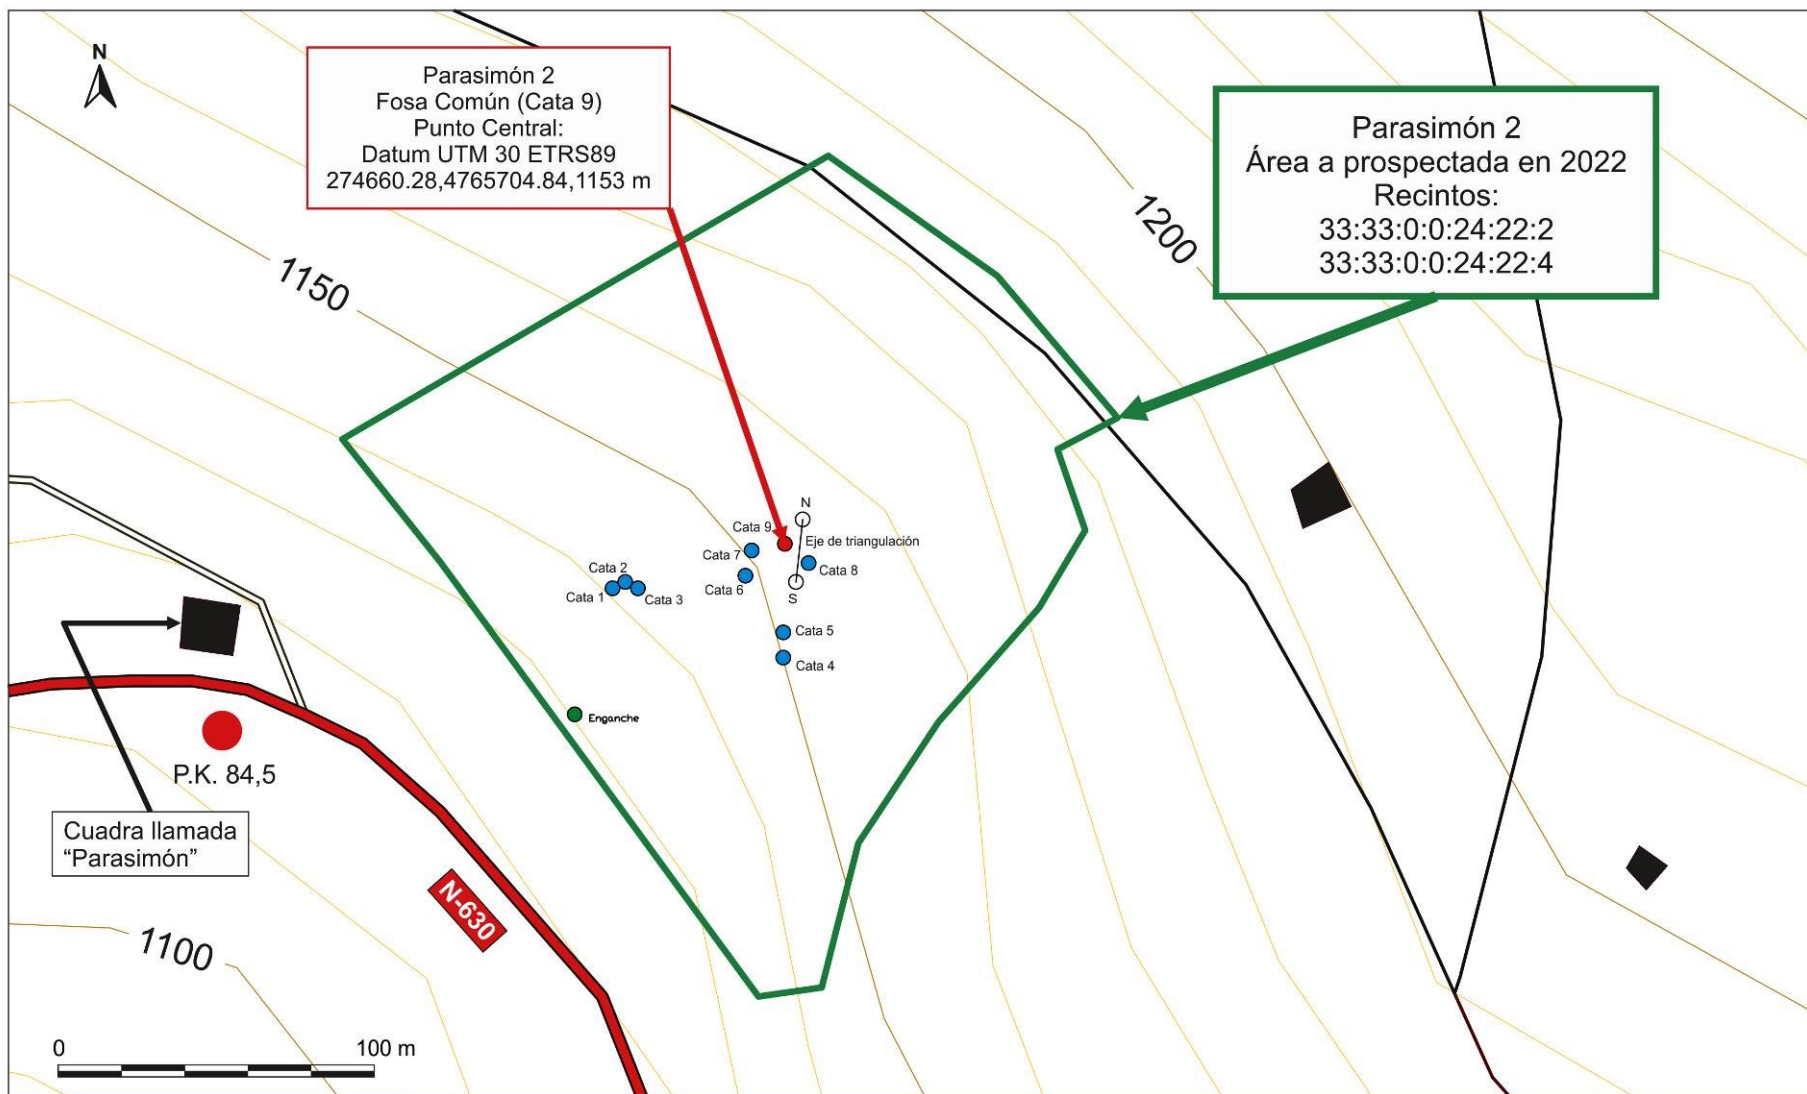 N
Parasimón 2
Fosa Común (Cata 9)
Punto Central:
Datum UTM 30 ETRS89
274660.28,4765704.84,1153 m
Parasimón 2
Área a prospectada en 2022
Recintos:
33:33:0:0:24:22:2
33:33:0:0:24:22:4
1200
1150
N
Cata 9
Eje de triangulación
Cata 7
Cata 8
Cata 2
Cata 6
Cata 1
Cata 3
S
Cata 5
Cata 4
Enganche
P.K. 84,5
Cuadra llamada
“Parasimón”
N-630
1100
0
100 m